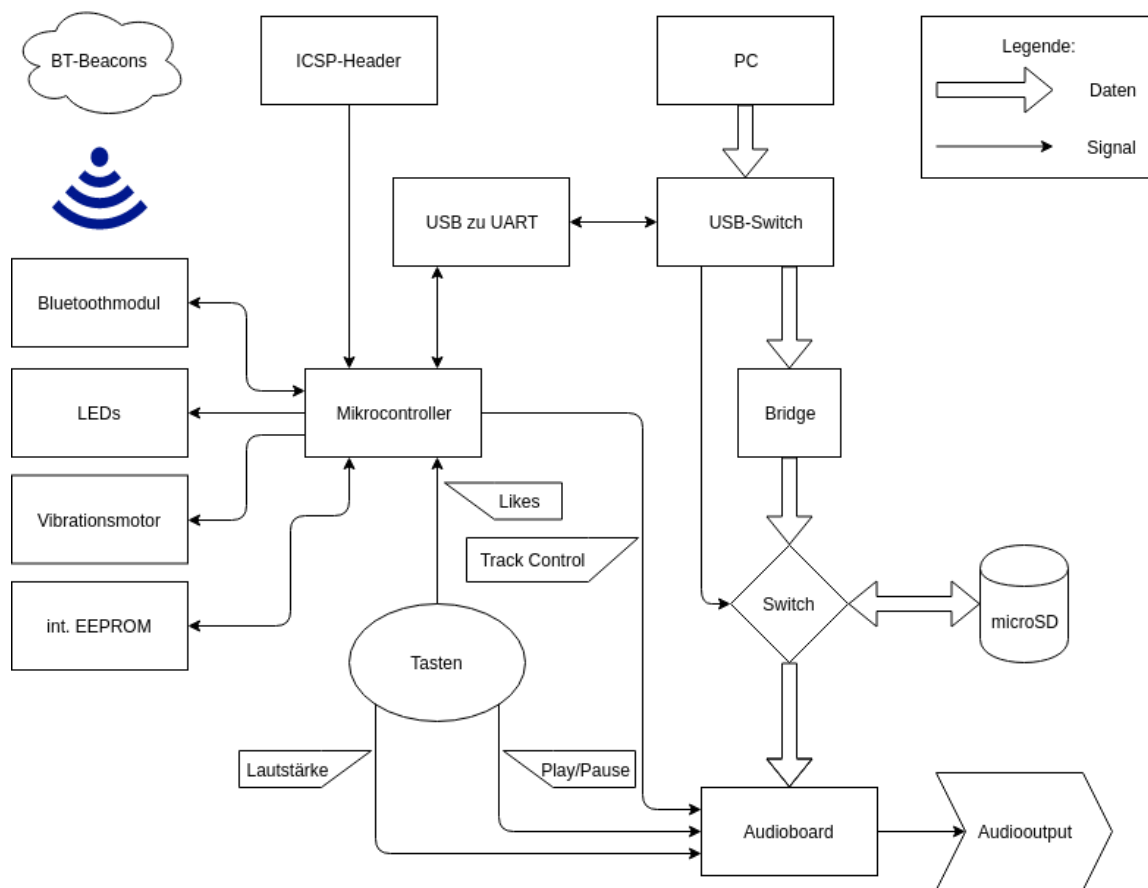 BT-Beacons
ICSP-Header
PC
Legende:
Daten
Signal
USB zu UART
USB-Switch
Bluetoothmodul
LEDs
Mikrocontroller
Bridge
Vibrationsmotor
Likes
Track Control
int. EEPROM
Switch
microSD
Tasten
Lautstärke
Play/Pause
Audioboard
Audiooutput